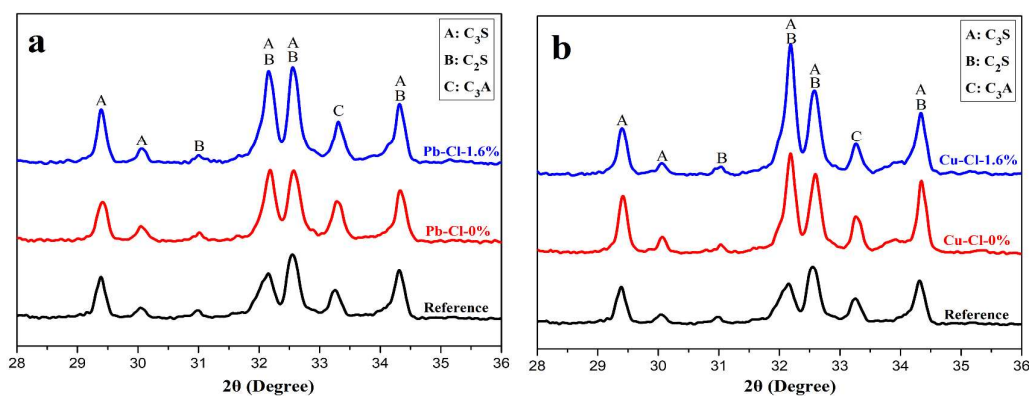 a
A: C₃S
B: C₂S
C: C₃A
A
A
B
A
B
A
B
C
A
B
Pb-Cl-1.6%
Pb-Cl-0%
Reference
28 29 30 31 32 33 34 35 36
2θ (Degree)
b
A: C₃S
B: C₂S
C: C₃A
A
A
B
A
B
A
B
C
A
B
Cu-Cl-1.6%
Cu-Cl-0%
Reference
28 29 30 31 32 33 34 35 36
2θ (Degree)